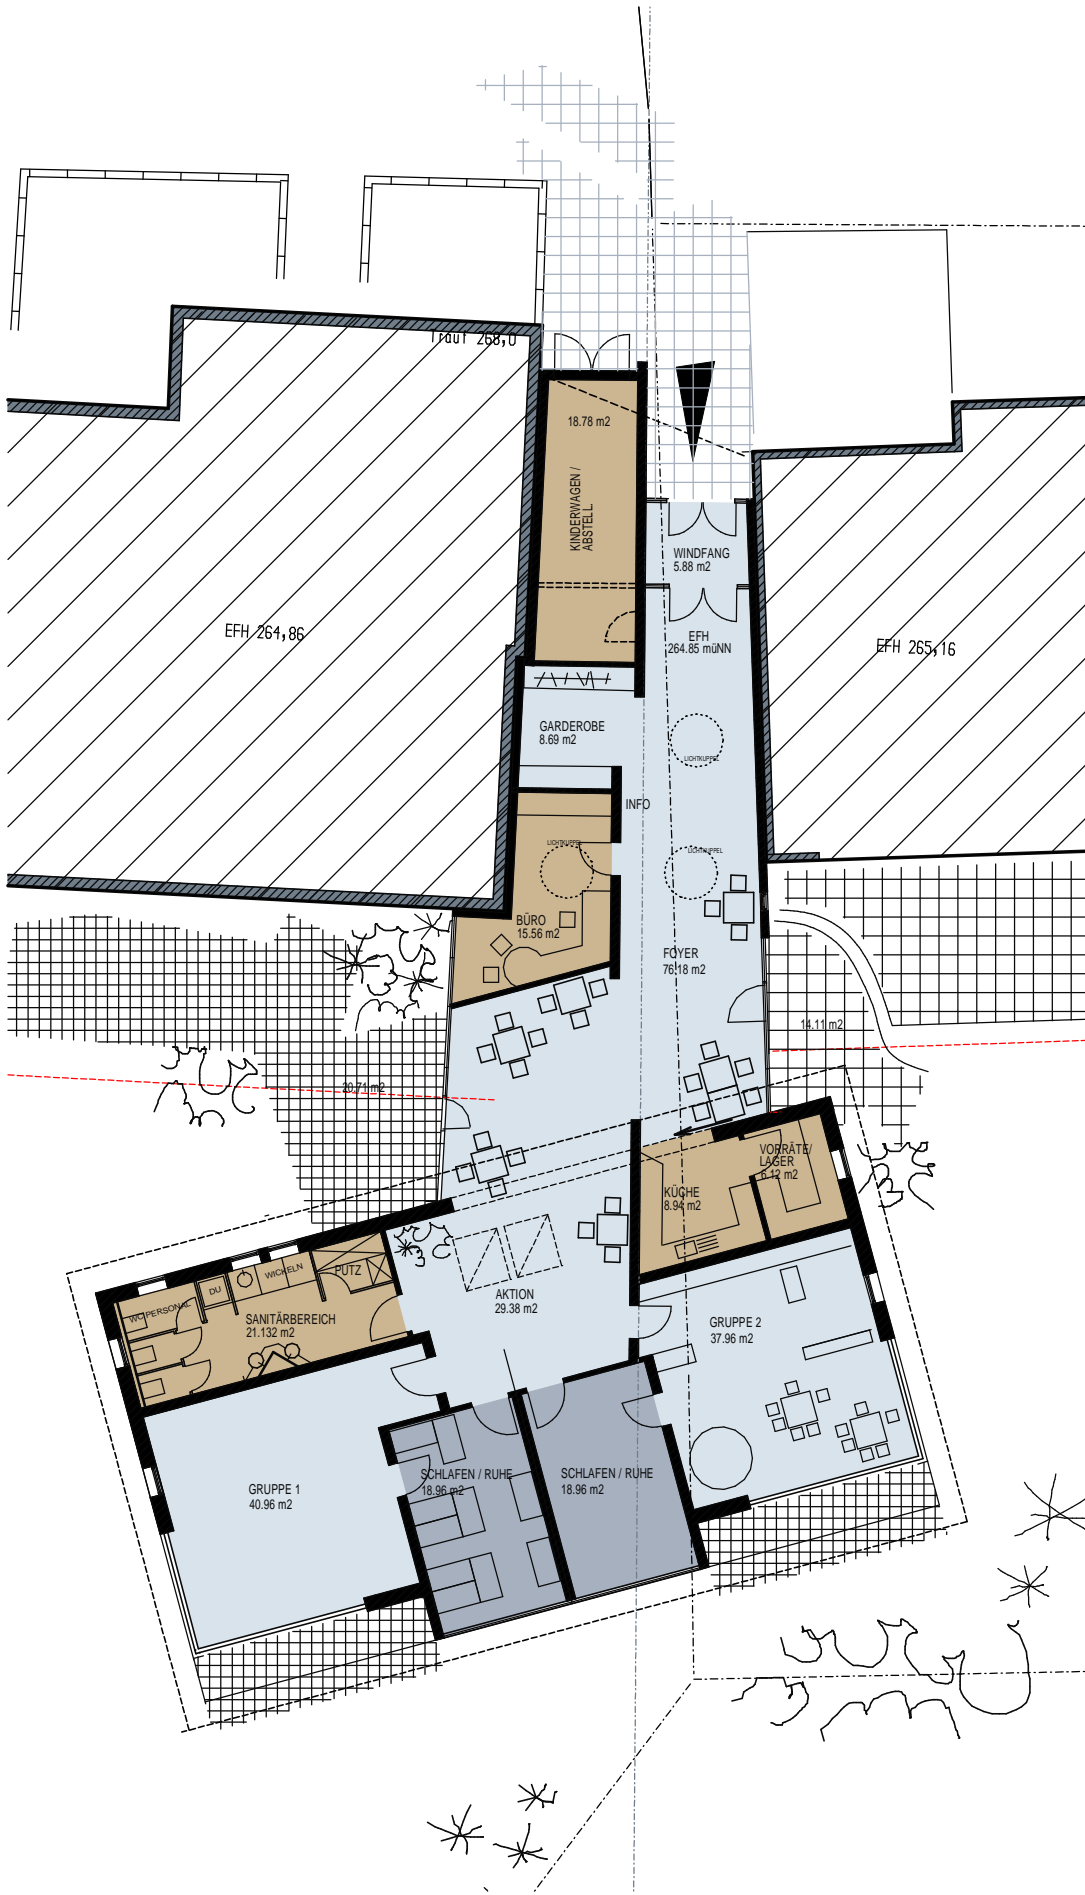 Trauf 268,0
18.78 m2
KINDERWAGEN /
ABSTELL
WINDFANG
5.88 m2
EFH 264,86
EFH
264.85 müNN
EFH 265,16
GARDEROBE
8.69 m2
LICHTKUPPEL
INFO
LICHTKUPPEL
LICHTKUPPEL
BÜRO
15.56 m2
FOYER
76.18 m2
14.11 m2
20.71 m2
VORRÄTE/
LAGER
6.12 m2
KÜCHE
8.94 m2
PUTZ
WICKELN
DU
WC PERSONAL
SANITÄRBEREICH
21.132 m2
AKTION
29.38 m2
GRUPPE 2
37.96 m2
SCHLAFEN / RUHE
18.96 m2
SCHLAFEN / RUHE
18.96 m2
GRUPPE 1
40.96 m2